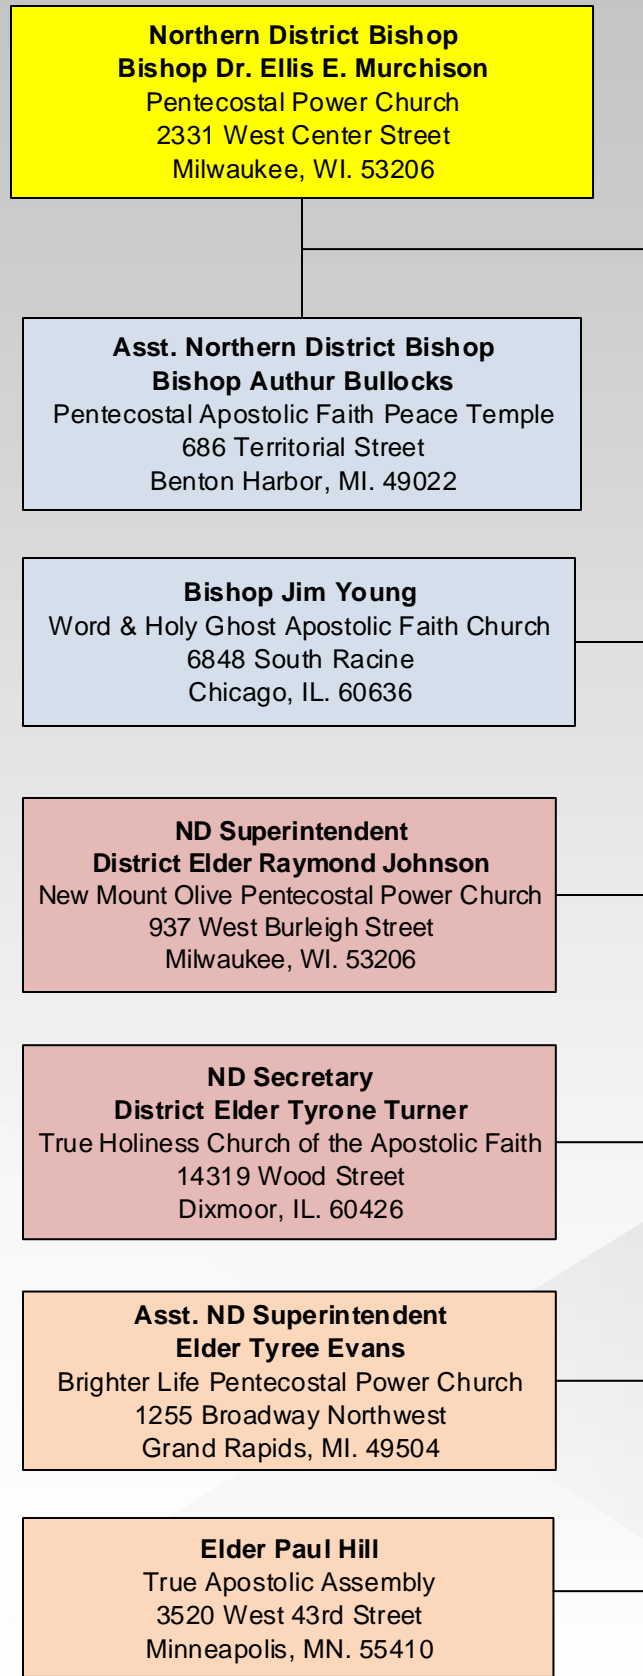 Northern District Bishop
Bishop Dr. Ellis E. Murchison
Pentecostal Power Church
2331 West Center Street
Milwaukee, WI. 53206
Asst. Northern District Bishop
Bishop Authur Bullocks
Pentecostal Apostolic Faith Peace Temple
686 Territorial Street
Benton Harbor, MI. 49022
Bishop Jim Young
Word & Holy Ghost Apostolic Faith Church
6848 South Racine
Chicago, IL. 60636
ND Superintendent
District Elder Raymond Johnson
New Mount Olive Pentecostal Power Church
937 West Burleigh Street
Milwaukee, WI. 53206
ND Secretary
District Elder Tyrone Turner
True Holiness Church of the Apostolic Faith
14319 Wood Street
Dixmoor, IL. 60426
Asst. ND Superintendent
Elder Tyree Evans
Brighter Life Pentecostal Power Church
1255 Broadway Northwest
Grand Rapids, MI. 49504
Elder Paul Hill
True Apostolic Assembly
3520 West 43rd Street
Minneapolis, MN. 55410